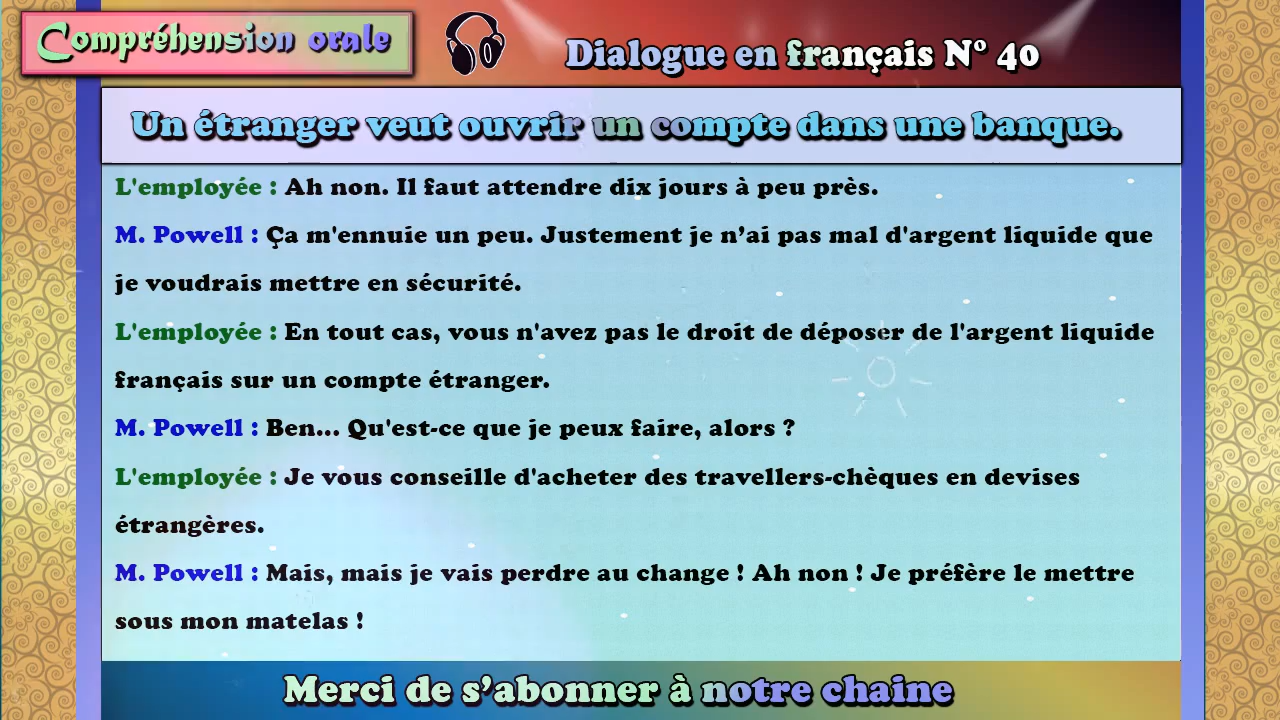 Compréhension orale
Dialogue en français N° 40
Un étranger veut ouvrir un compte dans une banque.
L'employée : Ah non. Il faut attendre dix jours à peu près.
M. Powell : Ça m'ennuie un peu. Justement je n’ai pas mal d'argent liquide que
je voudrais mettre en sécurité.
L'employée : En tout cas, vous n'avez pas le droit de déposer de l'argent liquide
français sur un compte étranger.
M. Powell : Ben... Qu'est-ce que je peux faire, alors ?
L'employée : Je vous conseille d'acheter des travellers-chèques en devises
étrangères.
M. Powell : Mais, mais je vais perdre au change ! Ah non ! Je préfère le mettre
sous mon matelas !
Merci de s’abonner à notre chaine